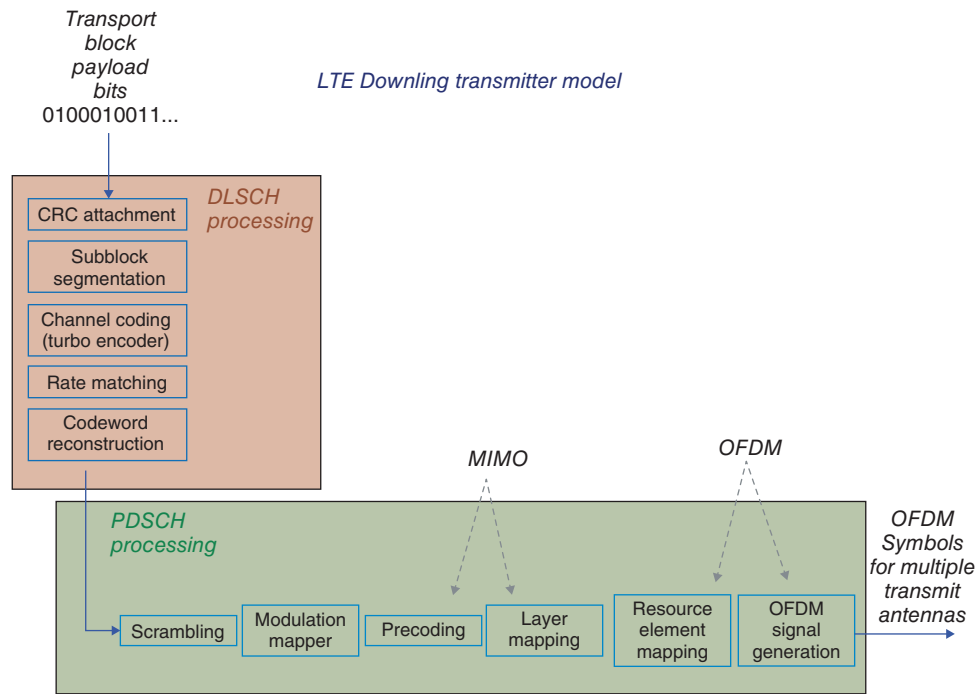 Transport
block
payload
bits
0100010011...
LTE Downling transmitter model
DLSCH
processing
CRC attachment
Subblock
segmentation
Channel coding
(turbo encoder)
Rate matching
Codeword
reconstruction
MIMO
OFDM
PDSCH
processing
OFDM
Symbols
for multiple
transmit
antennas
Scrambling
Modulation
mapper
Precoding
Layer
mapping
Resource
element
mapping
OFDM
signal
generation